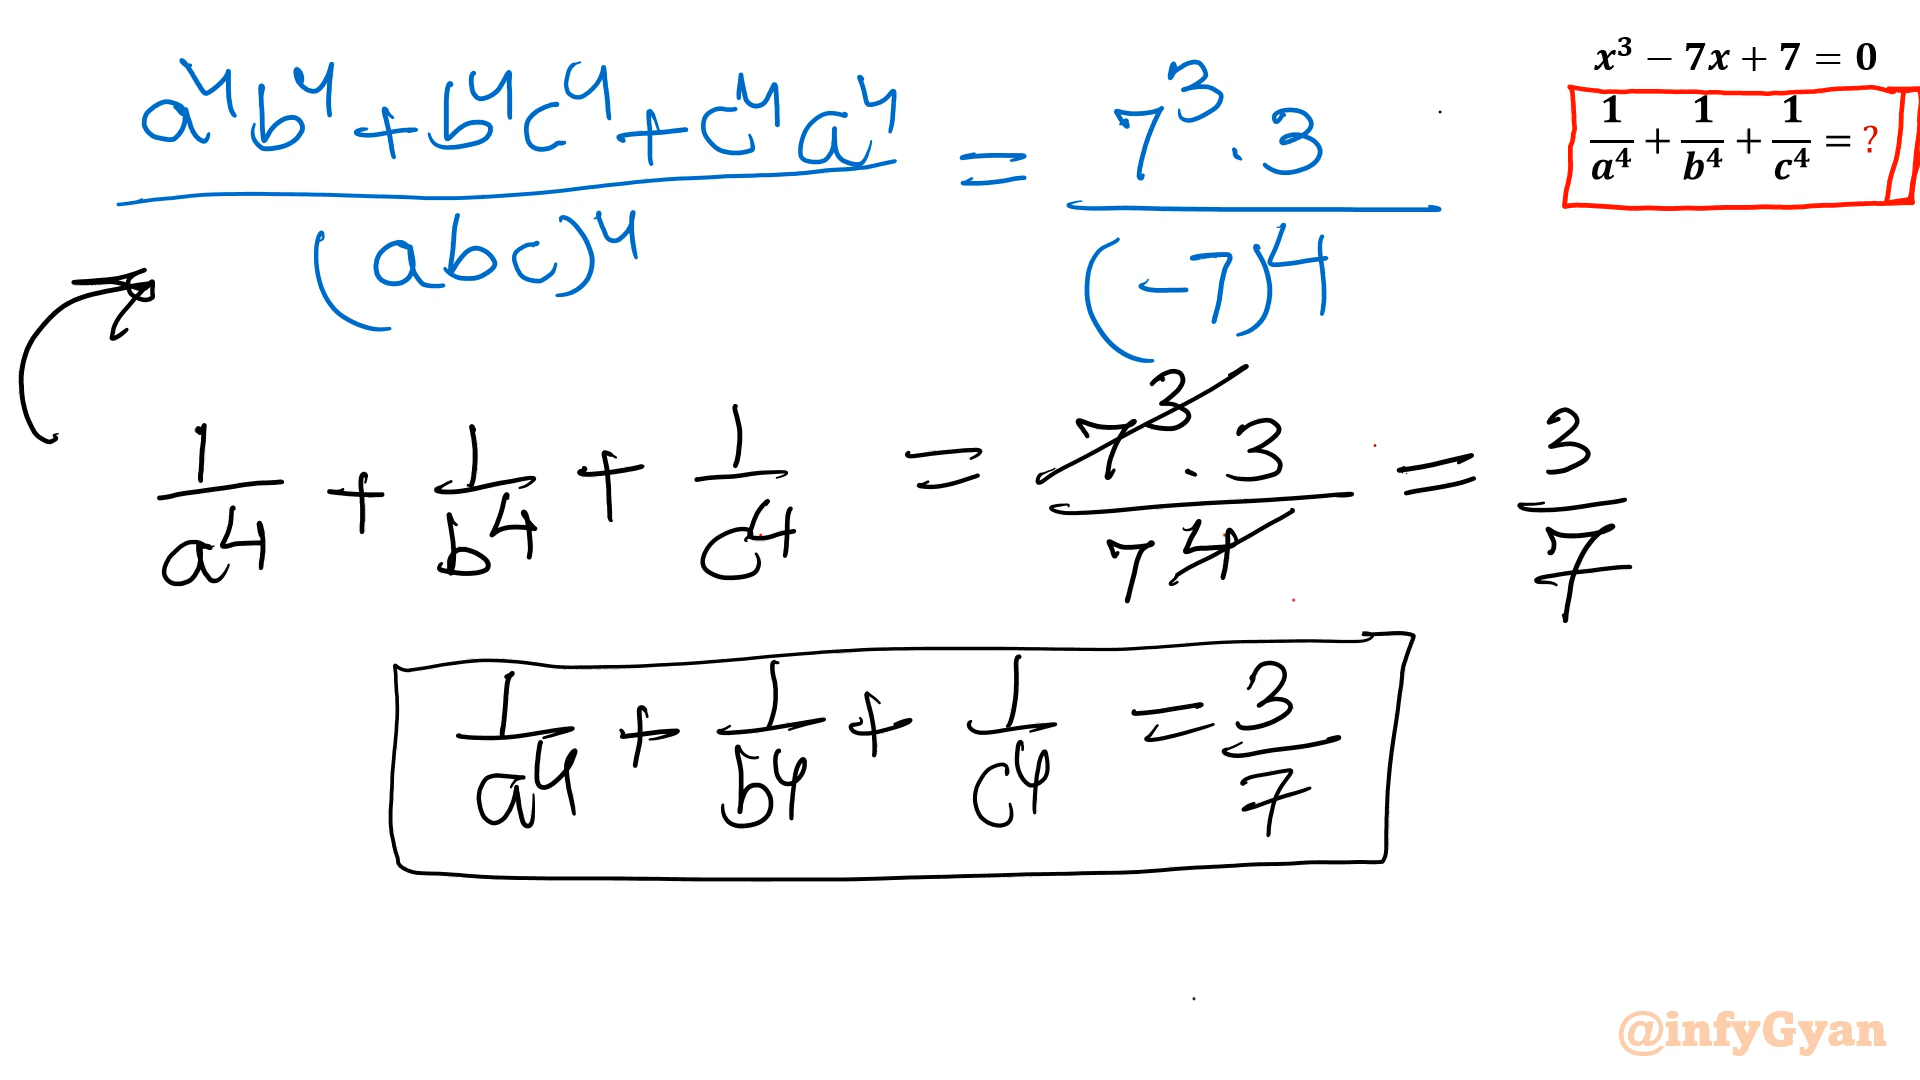 x³ − 7x + 7 = 0
1/a⁴ + 1/b⁴ + 1/c⁴ = ?
(a⁴b⁴ + b⁴c⁴ + c⁴a⁴)/(abc)⁴ = (7³ . 3)/(−7)⁴
1/a⁴ + 1/b⁴ + 1/c⁴ = (7³ . 3)/7⁴ = 3/7
1/a⁴ + 1/b⁴ + 1/c⁴ = 3/7
@infyGyan